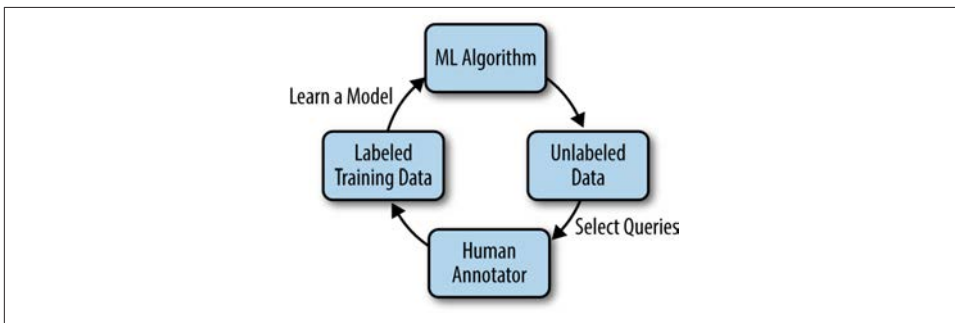 ML Algorithm
Learn a Model
Labeled
Training Data
Unlabeled
Data
Select Queries
Human
Annotator